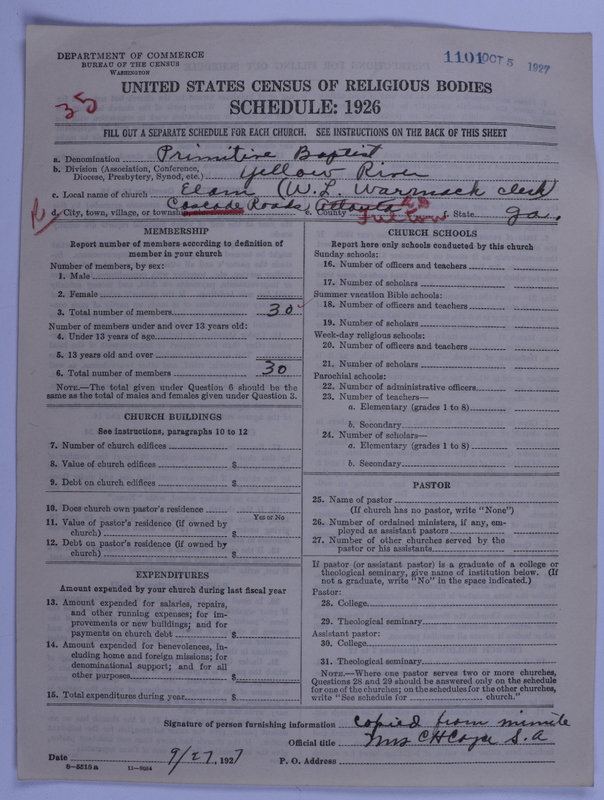 DEPARTMENT OF COMMERCE
BUREAU OF THE CENSUS
WASHINGTON
1101 OCT 5 1927
UNITED STATES CENSUS OF RELIGIOUS BODIES
35
SCHEDULE: 1926
FILL OUT A SEPARATE SCHEDULE FOR EACH CHURCH. SEE INSTRUCTIONS ON THE BACK OF THIS SHEET
a. Denomination Primitive Baptist
b. Division (Association, Conference, Diocese, Presbytery, Synod, etc.) Yellow River
c. Local name of church Elam (W. L. Warmack clerk)
R d. City, town, village, or township Cascade Roads, Atlanta e. County Fulton f. State Ga.
MEMBERSHIP
Report number of members according to definition of
member in your church
Number of members, by sex:
1. Male
2. Female
3. Total number of members 30
Number of members under and over 13 years old:
4. Under 13 years of age
5. 13 years old and over
6. Total number of members 30
NOTE.—The total given under Question 6 should be the
same as the total of males and females given under Question 3.
CHURCH BUILDINGS
See instructions, paragraphs 10 to 12
7. Number of church edifices
8. Value of church edifices $
9. Debt on church edifices $
10. Does church own pastor's residence
Yes or No
11. Value of pastor's residence (if owned by
church) $
12. Debt on pastor's residence (if owned by
church) $
EXPENDITURES
Amount expended by your church during last fiscal year
13. Amount expended for salaries, repairs,
and other running expenses; for im-
provements or new buildings; and for
payments on church debt $
14. Amount expended for benevolences, in-
cluding home and foreign missions; for
denominational support; and for all
other purposes $
15. Total expenditures during year $
CHURCH SCHOOLS
Report here only schools conducted by this church
Sunday schools:
16. Number of officers and teachers
17. Number of scholars
Summer vacation Bible schools:
18. Number of officers and teachers
19. Number of scholars
Week-day religious schools:
20. Number of officers and teachers
21. Number of scholars
Parochial schools:
22. Number of administrative officers
23. Number of teachers—
a. Elementary (grades 1 to 8)
b. Secondary
24. Number of scholars—
a. Elementary (grades 1 to 8)
b. Secondary
PASTOR
25. Name of pastor
(If church has no pastor, write "None")
26. Number of ordained ministers, if any, em-
ployed as assistant pastors
27. Number of other churches served by the
pastor or his assistants
If pastor (or assistant pastor) is a graduate of a college or
theological seminary, give name of institution below. (If
not a graduate, write "No" in the space indicated.)
Pastor:
28. College
29. Theological seminary
Assistant pastor:
30. College
31. Theological seminary
NOTE.—Where one pastor serves two or more churches,
Questions 28 and 29 should be answered only on the schedule
for one of the churches; on the schedules for the other churches,
write "See schedule for church."
Signature of person furnishing information copied from minute
Official title Mrs C H Cope S. A
Date 9/27, 1927 P. O. Address
8—5515a 11—9034